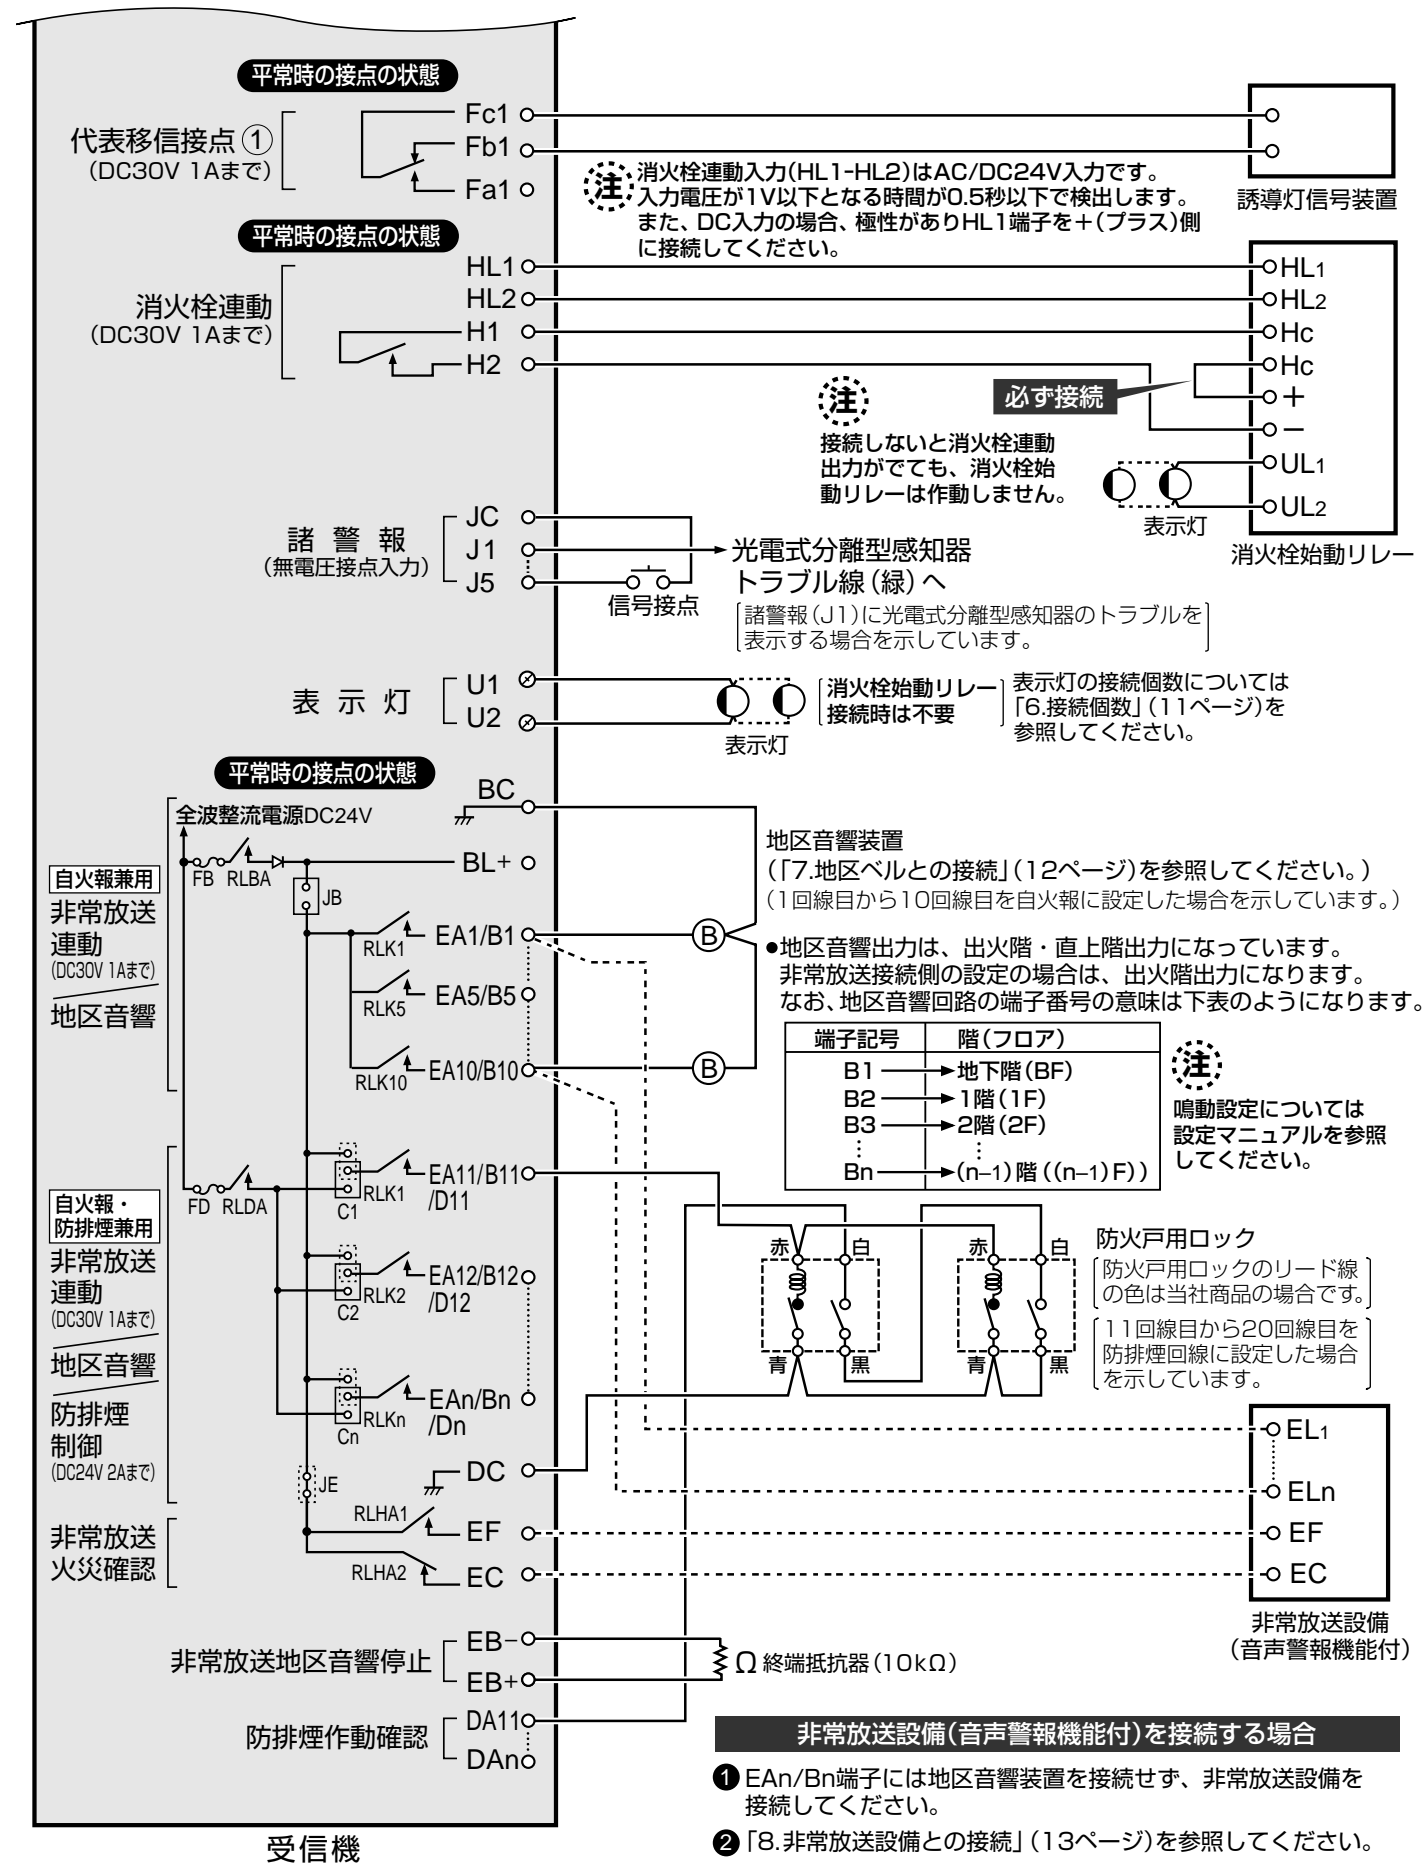 平常時の接点の状態
代表移信接点①
(DC30V 1Aまで)
Fc1
Fb1
Fa1
誘導灯信号装置
注
消火栓連動入力(HL1-HL2)はAC/DC24V入力です。
入力電圧が1V以下となる時間が0.5秒以下で検出します。
また、DC入力の場合、極性がありHL1端子を＋(プラス)側
に接続してください。
平常時の接点の状態
消火栓連動
(DC30V 1Aまで)
HL1
HL2
H1
H2
HL1
HL2
Hc
Hc
＋
－
UL1
UL2
消火栓始動リレー
必ず接続
注
接続しないと消火栓連動
出力がでても、消火栓始
動リレーは作動しません。
表示灯
諸 警 報
(無電圧接点入力)
JC
J1
J5
信号接点
光電式分離型感知器
トラブル線(緑)へ
諸警報(J1)に光電式分離型感知器のトラブルを
表示する場合を示しています。
表 示 灯
U1
U2
表示灯
消火栓始動リレー
接続時は不要
表示灯の接続個数については
「6.接続個数」(11ページ)を
参照してください。
平常時の接点の状態
全波整流電源DC24V
BC
BL+
FB RLBA
JB
自火報兼用
非常放送
連動
(DC30V 1Aまで)
地区音響
RLK1
EA1/B1
RLK5
EA5/B5
RLK10
EA10/B10
B
B
地区音響装置
(「7.地区ベルとの接続」(12ページ)を参照してください。)
(1回線目から10回線目を自火報に設定した場合を示しています。)
●地区音響出力は、出火階・直上階出力になっています。
非常放送接続側の設定の場合は、出火階出力になります。
なお、地区音響回路の端子番号の意味は下表のようになります。
端子記号 階(フロア)
B1 → 地下階(BF)
B2 → 1階(1F)
B3 → 2階(2F)
⋮ ⋮
Bn → (n–1)階((n–1)F))
注
鳴動設定については
設定マニュアルを参照
してください。
自火報・
防排煙兼用
非常放送
連動
(DC30V 1Aまで)
地区音響
防排煙
制御
(DC24V 2Aまで)
FD RLDA
RLK1
C1
EA11/B11
/D11
RLK2
C2
EA12/B12
/D12
RLKn
Cn
EAn/Bn
/Dn
JE
DC
赤 白
青 黒
赤 白
青 黒
防火戸用ロック
防火戸用ロックのリード線
の色は当社商品の場合です。
11回線目から20回線目を
防排煙回線に設定した場合
を示しています。
非常放送
火災確認
RLHA1
EF
RLHA2
EC
EL1
ELn
EF
EC
非常放送設備
(音声警報機能付)
非常放送地区音響停止
EB−
EB+
Ω 終端抵抗器(10kΩ)
防排煙作動確認
DA11
DAn
受信機
非常放送設備(音声警報機能付)を接続する場合
❶EAn/Bn端子には地区音響装置を接続せず、非常放送設備を
接続してください。
❷「8.非常放送設備との接続」(13ページ)を参照してください。